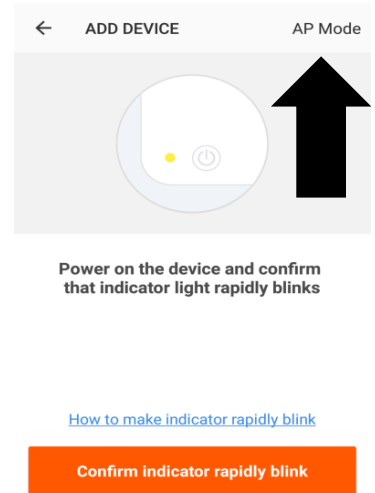 ADD DEVICE AP Mode
Power on the device and confirm
that indicator light rapidly blinks
How to make indicator rapidly blink
Confirm indicator rapidly blink